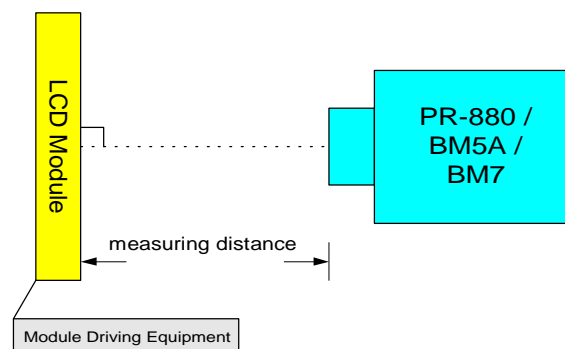 LCD Module
PR-880 /
BM5A /
BM7
measuring distance
Module Driving Equipment